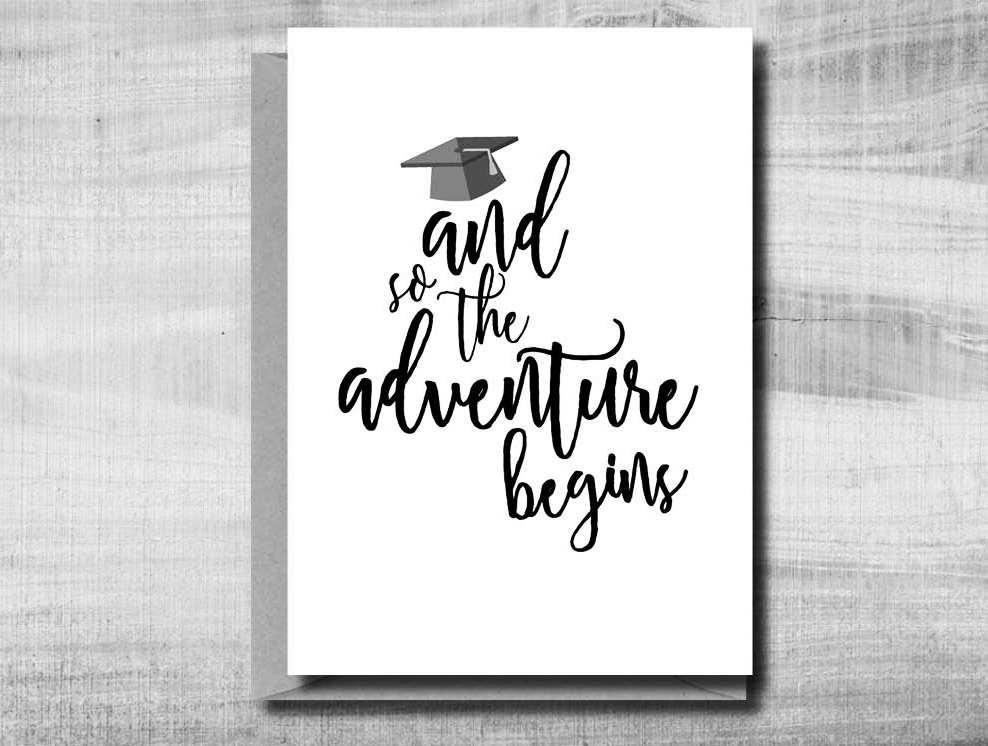 and
so
the
adventure
begins